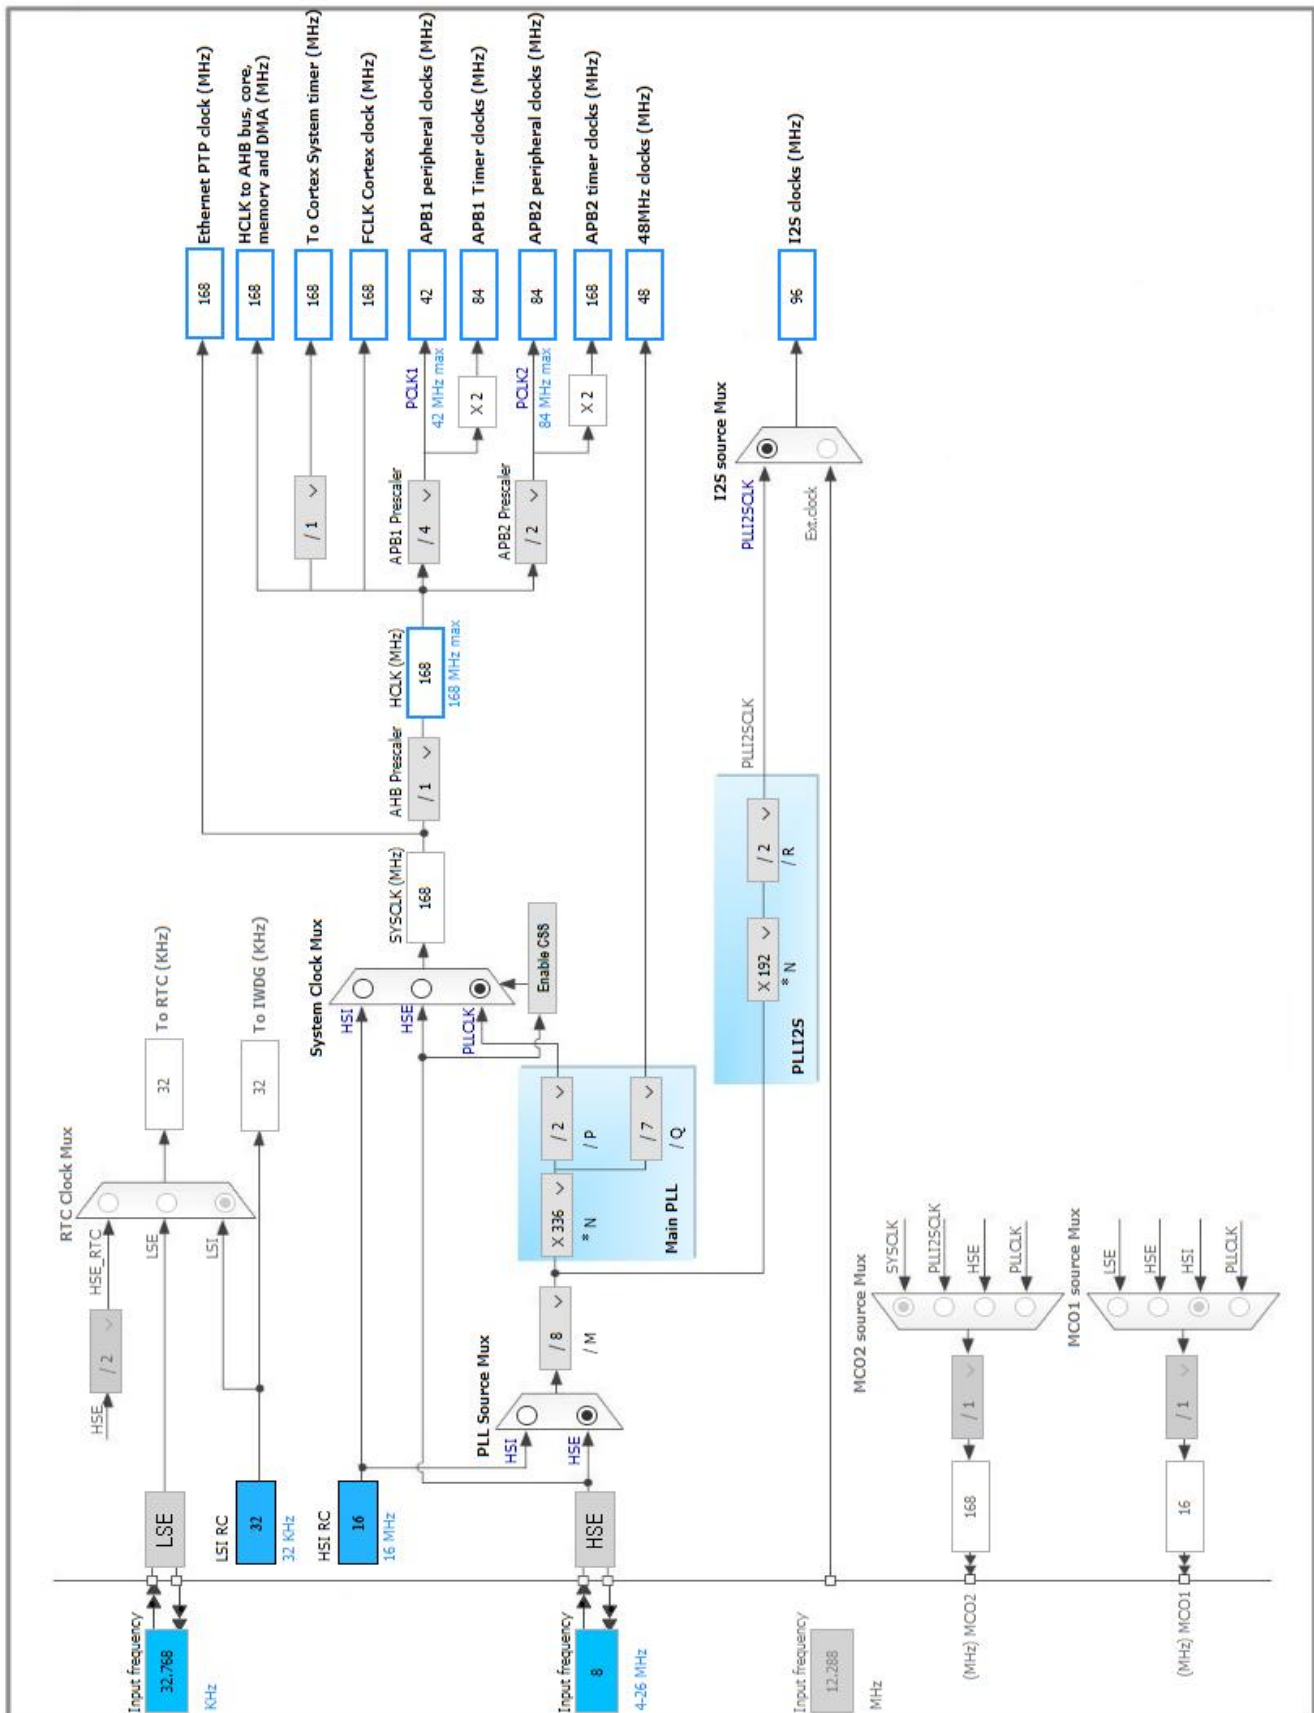 Input frequency
32.768
KHz
LSE
HSE
/ 2
HSE_RTC
LSE
LSI
RTC Clock Mux
32
To RTC (KHz)
LSI RC
32
32 KHz
32
To IWDG (KHz)
HSI RC
16
16 MHz
System Clock Mux
HSI
HSE
PLLCLK
Enable CSS
SYSCLK (MHz)
168
AHB Prescaler
/ 1
HCLK (MHz)
168
168 MHz max
168
Ethernet PTP clock (MHz)
168
HCLK to AHB bus, core,
memory and DMA (MHz)
/ 1
168
To Cortex System timer (MHz)
168
FCLK Cortex clock (MHz)
APB1 Prescaler
/ 4
PCLK1
42 MHz max
42
APB1 peripheral clocks (MHz)
X 2
84
APB1 Timer clocks (MHz)
APB2 Prescaler
/ 2
PCLK2
84 MHz max
84
APB2 peripheral clocks (MHz)
X 2
168
APB2 timer clocks (MHz)
48
48MHz clocks (MHz)
Input frequency
8
4-26 MHz
HSE
PLL Source Mux
HSI
HSE
/ 8
/ M
X 336
* N
/ 2
/ P
/ 7
/ Q
Main PLL
X 192
* N
/ 2
/ R
PLLI2S
PLLI2SCLK
I2S source Mux
PLLI2SCLK
Ext.clock
96
I2S clocks (MHz)
Input frequency
12.288
MHz
MCO2 source Mux
SYSCLK
PLLI2SCLK
HSE
PLLCLK
/ 1
168
(MHz) MCO2
MCO1 source Mux
LSE
HSE
HSI
PLLCLK
/ 1
16
(MHz) MCO1